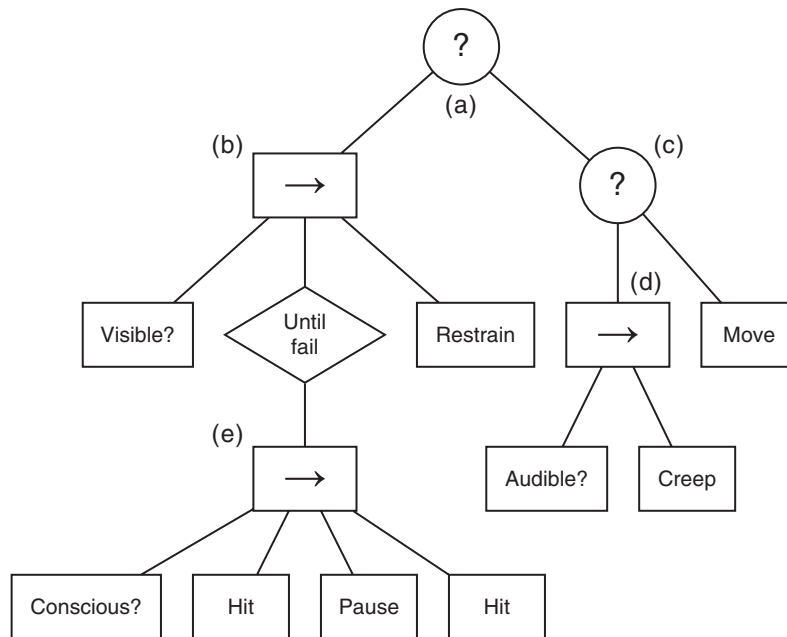 ?
(a)
(b)
(c)
→
?
(d)
Visible?
Until
fail
Restrain
→
Move
(e)
→
Audible?
Creep
Conscious?
Hit
Pause
Hit